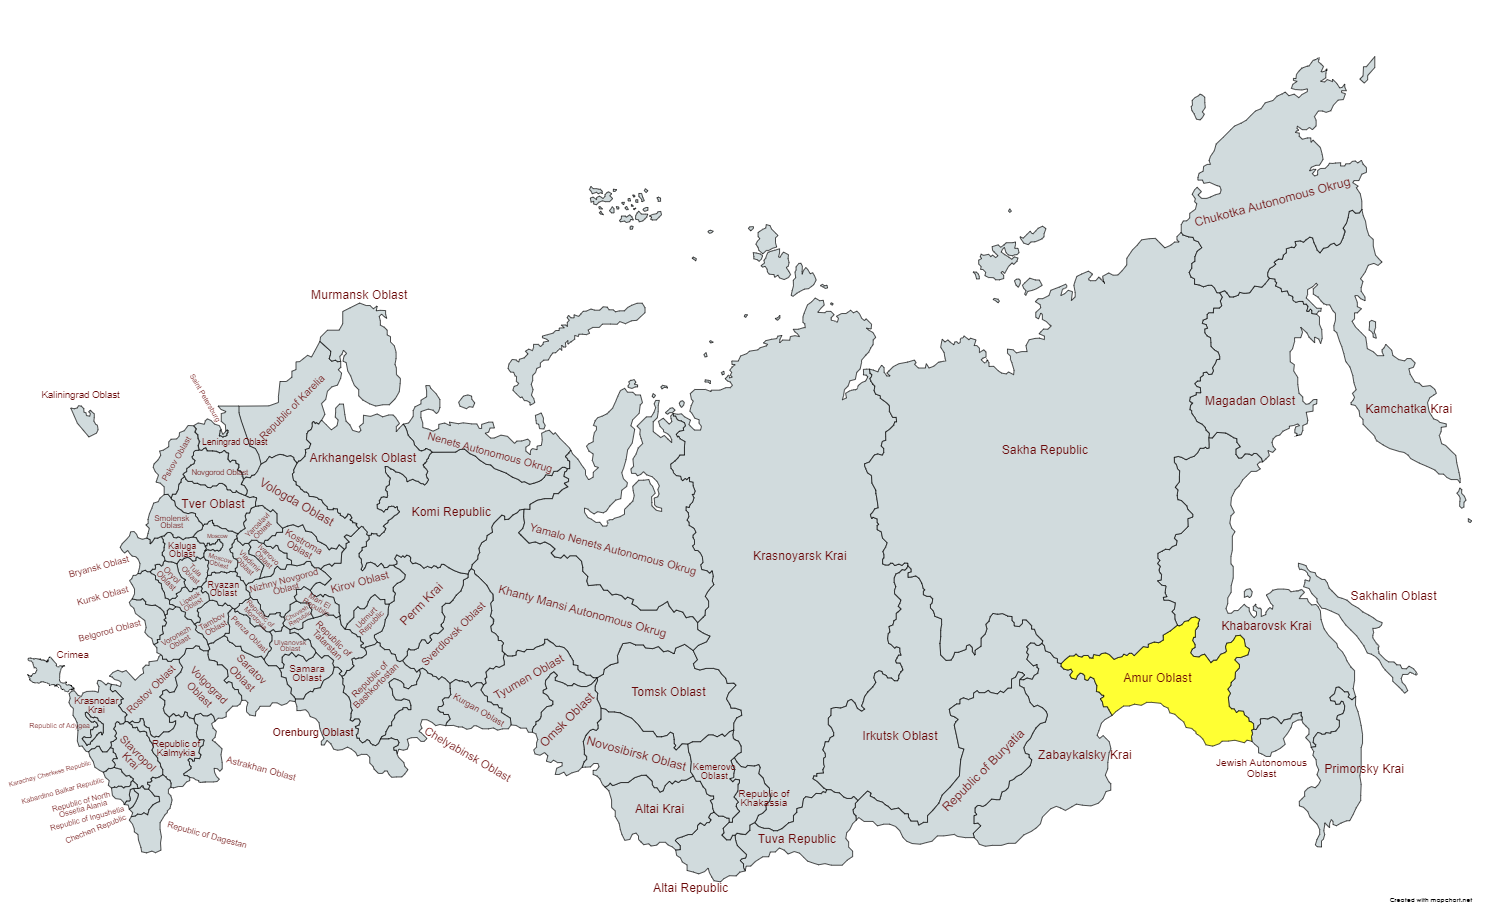 Chukotka Autonomous Okrug
Murmansk Oblast
Kaliningrad Oblast
Saint Petersburg
Republic of Karelia
Magadan Oblast
Kamchatka Krai
Leningrad Oblast
Pskov Oblast
Nenets Autonomous Okrug
Arkhangelsk Oblast
Sakha Republic
Novgorod Oblast
Vologda Oblast
Tver Oblast
Komi Republic
Smolensk
Oblast
Yaroslavl
Oblast
Moscow
Kostroma
Oblast
Yamalo Nenets Autonomous Okrug
Kaluga
Oblast
Moscow
Oblast
Vladimir
Oblast
Ivanovo
Oblast
Krasnoyarsk Krai
Bryansk Oblast
Oryol
Oblast
Tula
Oblast
Ryazan
Oblast
Nizhny Novgorod
Oblast
Kirov Oblast
Perm Krai
Kursk Oblast
Lipetsk
Oblast
Republic of
Mordovia
Chuvash
Republic
Mari El
Republic
Udmurt
Republic
Khanty Mansi Autonomous Okrug
Sakhalin Oblast
Belgorod Oblast
Voronezh
Oblast
Tambov
Oblast
Penza Oblast
Ulyanovsk
Oblast
Republic of
Tatarstan
Sverdlovsk Oblast
Khabarovsk Krai
Crimea
Rostov Oblast
Volgograd
Oblast
Saratov
Oblast
Samara
Oblast
Republic of
Bashkortostan
Tyumen Oblast
Tomsk Oblast
Amur Oblast
Krasnodar
Krai
Kurgan Oblast
Omsk Oblast
Republic of Adygea
Orenburg Oblast
Chelyabinsk Oblast
Irkutsk Oblast
Stavropol
Krai
Republic of
Kalmykia
Astrakhan Oblast
Novosibirsk Oblast
Kemerovo
Oblast
Republic of Buryatia
Zabaykalsky Krai
Jewish Autonomous
Oblast
Primorsky Krai
Karachay Cherkess Republic
Kabardino Balkar Republic
Republic of North
Ossetia Alania
Republic of Ingushetia
Chechen Republic
Republic of Dagestan
Altai Krai
Republic of
Khakassia
Tuva Republic
Altai Republic
Created with mapchart.net